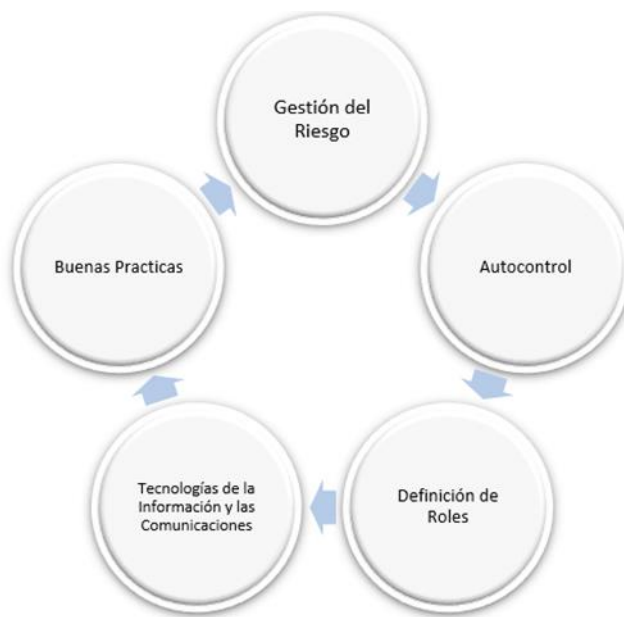 Gestión del
Riesgo
Autocontrol
Definición de
Roles
Tecnologías de la
Información y las
Comunicaciones
Buenas Practicas